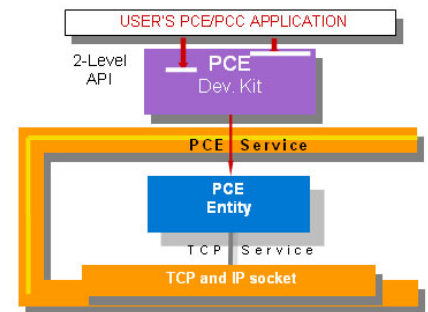 USER'S PCE/PCC APPLICATION
2-Level
API
PCE
Dev. Kit
PCE Service
PCE
Entity
TCP Service
TCP and IP socket